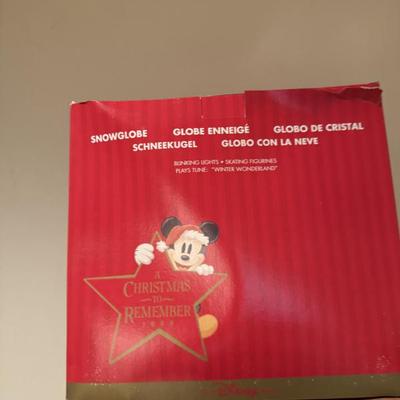 SNOWGLOBE GLOBE ENNEIGÉ GLOBO DE CRISTAL
SCHNEEKUGEL GLOBO CON LA NEVE
BLINKING LIGHTS • SKATING FIGURINES
PLAYS TUNE: "WINTER WONDERLAND"
A
CHRISTMAS
TO
REMEMBER
Disney